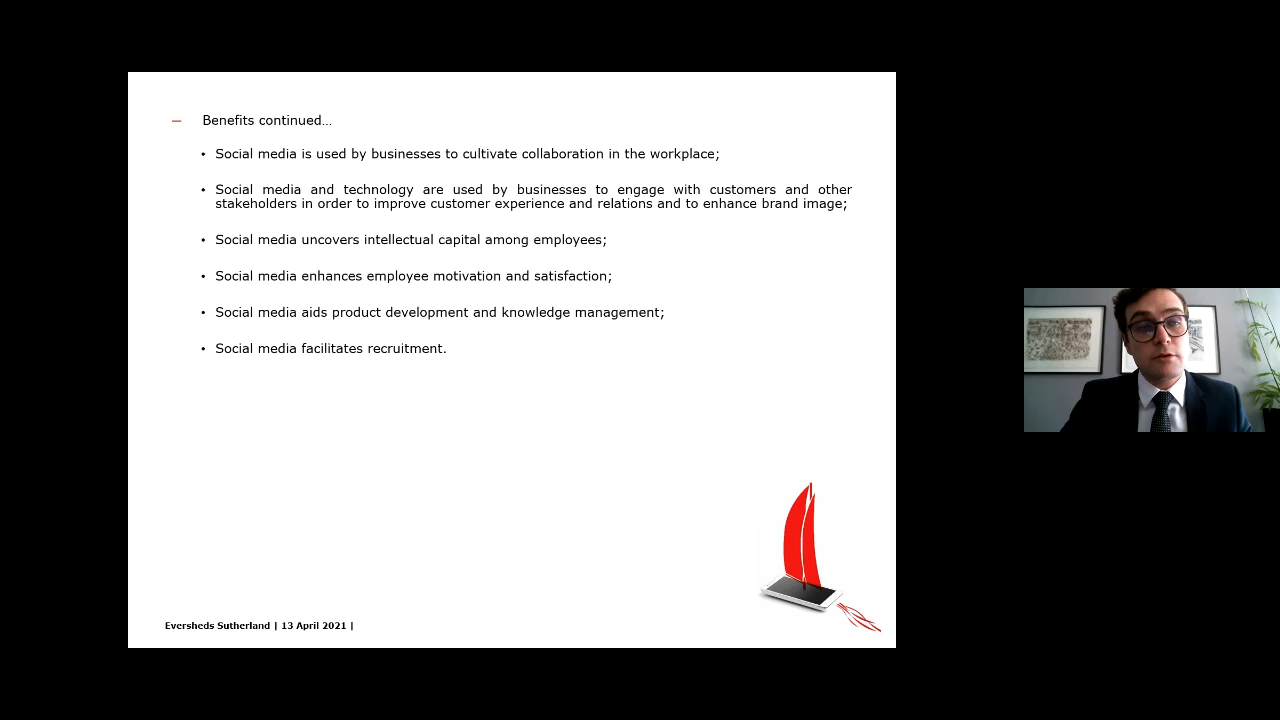 — Benefits continued…
• Social media is used by businesses to cultivate collaboration in the workplace;
• Social media and technology are used by businesses to engage with customers and other
stakeholders in order to improve customer experience and relations and to enhance brand image;
• Social media uncovers intellectual capital among employees;
• Social media enhances employee motivation and satisfaction;
• Social media aids product development and knowledge management;
• Social media facilitates recruitment.
Eversheds Sutherland | 13 April 2021 |